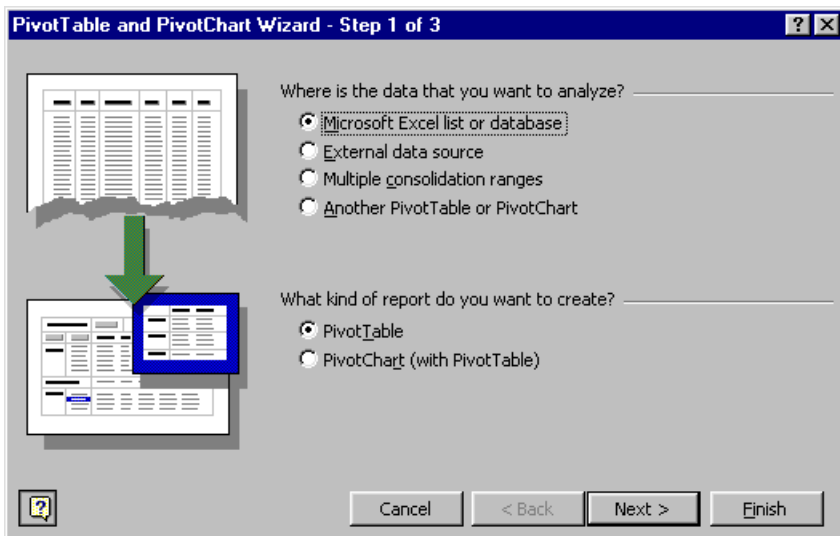 PivotTable and PivotChart Wizard - Step 1 of 3
Where is the data that you want to analyze?
Microsoft Excel list or database
External data source
Multiple consolidation ranges
Another PivotTable or PivotChart
What kind of report do you want to create?
PivotTable
PivotChart (with PivotTable)
Cancel
< Back
Next >
Finish